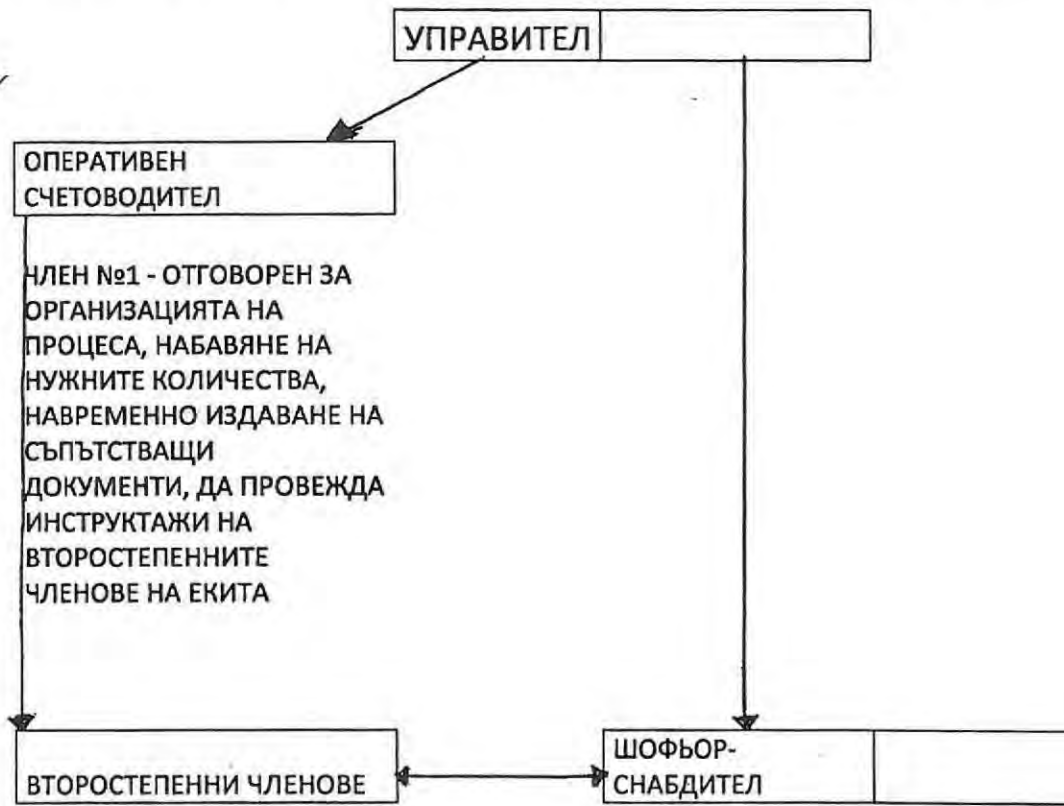 УПРАВИТЕЛ
ОПЕРАТИВЕН
СЧЕТОВОДИТЕЛ
НЛЕН №1 - ОТГОВОРЕН ЗА
ОРГАНИЗАЦИЯТА НА
ПРОЦЕСА, НАБАВЯНЕ НА
НУЖНИТЕ КОЛИЧЕСТВА,
НАВРЕМЕННО ИЗДАВАНЕ НА
СЪПЪТСТВАЩИ
ДОКУМЕНТИ, ДА ПРОВЕЖДА
ИНСТРУКТАЖИ НА
ВТОРОСТЕПЕННИТЕ
ЧЛЕНОВЕ НА ЕКИТА
ВТОРОСТЕПЕННИ ЧЛЕНОВЕ
ШОФЬОР-
СНАБДИТЕЛ